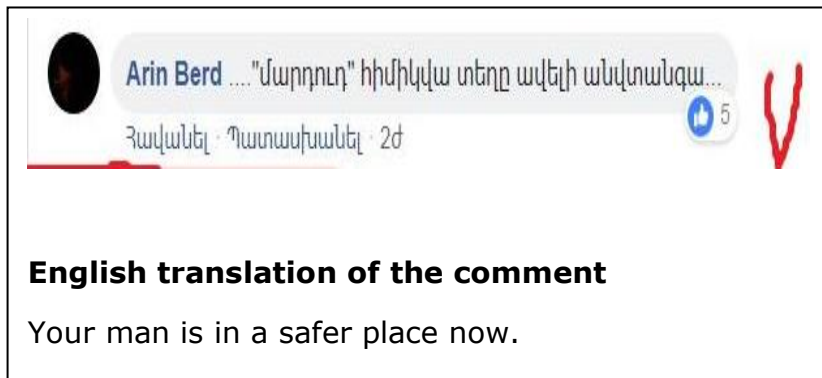 Arin Berd ...."մարդուդ" հիմիկվա տեղը ավելի անվտանգա...
5
Հավանել · Պատասխանել · 2ժ
English translation of the comment
Your man is in a safer place now.